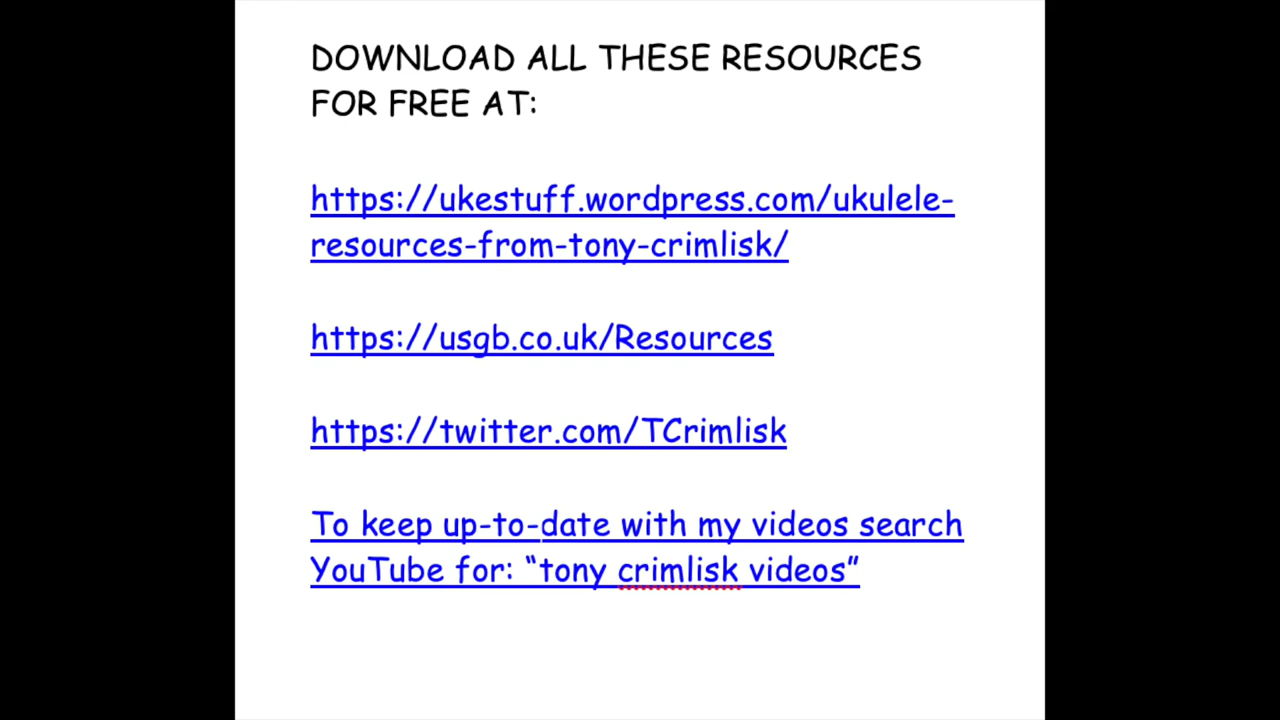 DOWNLOAD ALL THESE RESOURCES
FOR FREE AT:
https://ukestuff.wordpress.com/ukulele-
resources-from-tony-crimlisk/
https://usgb.co.uk/Resources
https://twitter.com/TCrimlisk
To keep up-to-date with my videos search
YouTube for: “tony crimlisk videos”